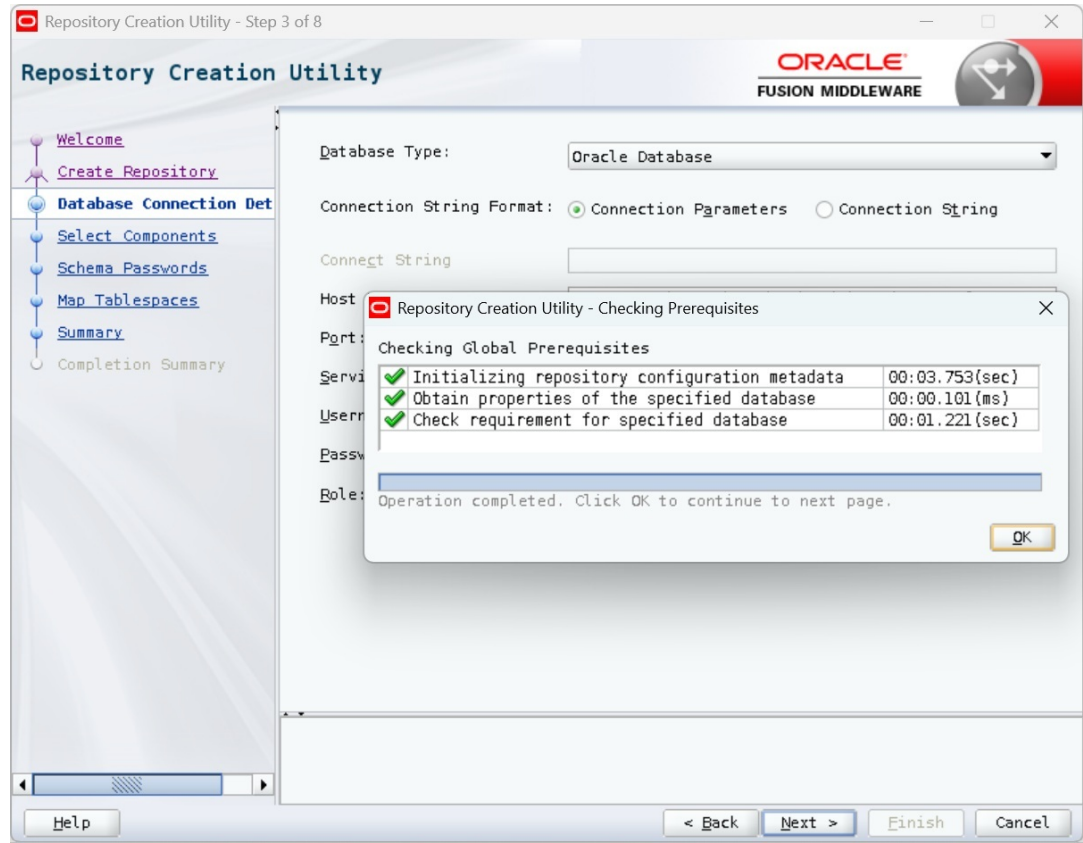 Repository Creation Utility - Step 3 of 8
Repository Creation Utility
ORACLE
FUSION MIDDLEWARE
Welcome
Create Repository
Database Connection Det
Select Components
Schema Passwords
Map Tablespaces
Summary
Completion Summary
Database Type:
Oracle Database
Connection String Format:
Connection Parameters
Connection String
Connect String
Host
Port:
Servi
Usern
Passw
Role:
Repository Creation Utility - Checking Prerequisites
Checking Global Prerequisites
Initializing repository configuration metadata 00:03.753(sec)
Obtain properties of the specified database 00:00.101(ms)
Check requirement for specified database 00:01.221(sec)
Operation completed. Click OK to continue to next page.
OK
Help
< Back
Next >
Finish
Cancel